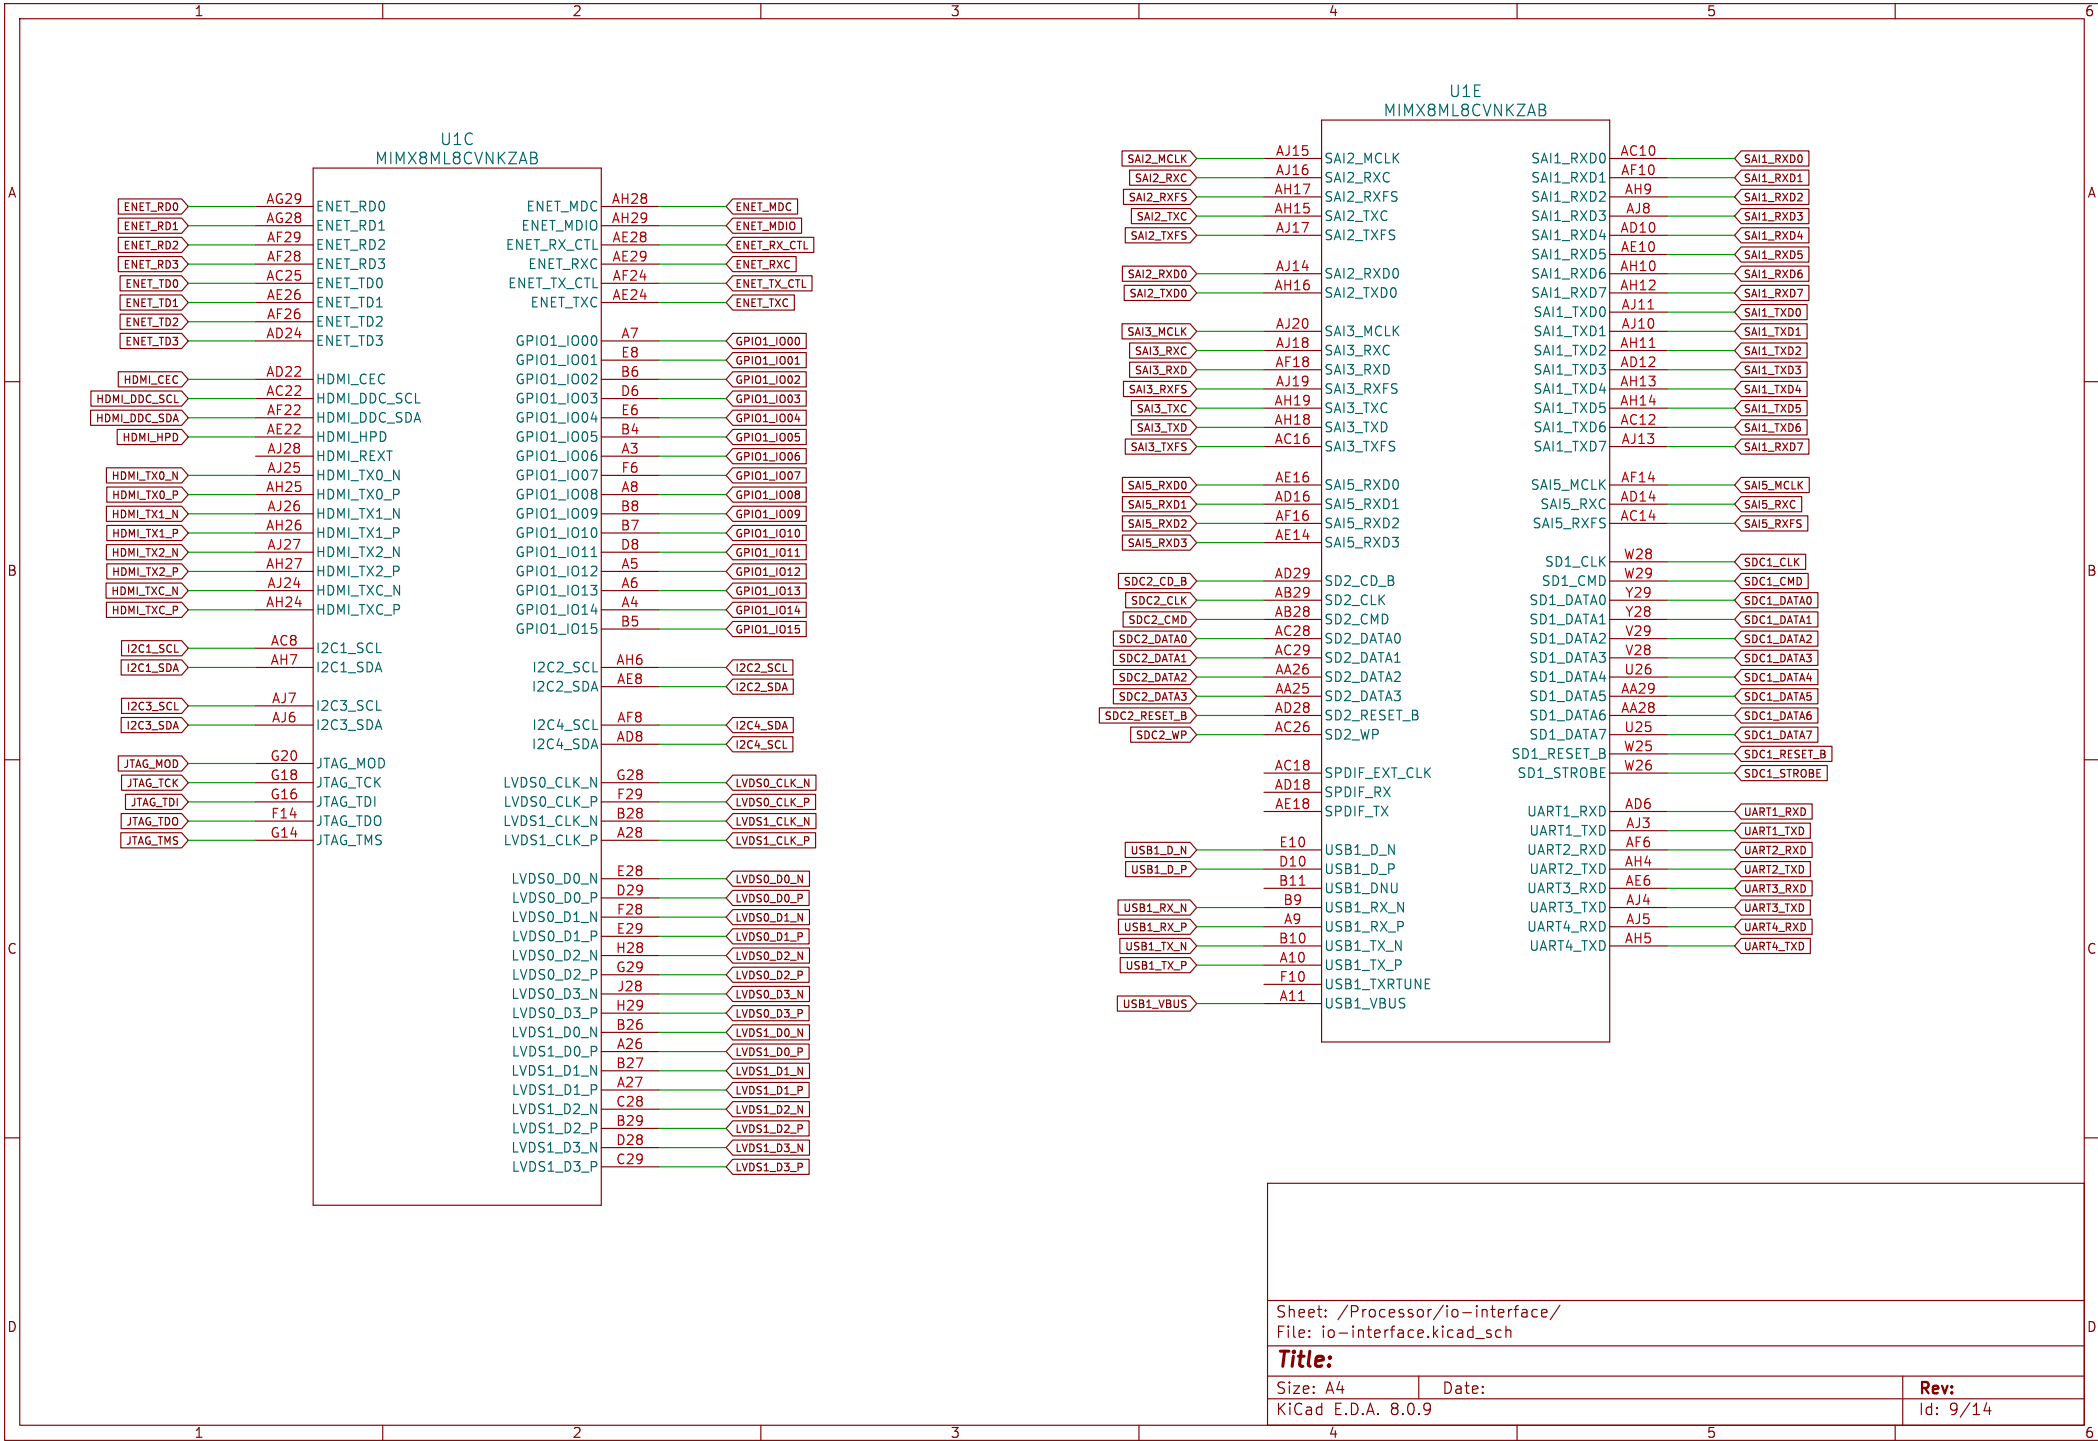 1 2 3 4 5 6
A
B
C
D
U1C
MIMX8ML8CVNKZAB
ENET_RD0 AG29 ENET_RD0
ENET_RD1 AG28 ENET_RD1
ENET_RD2 AF29 ENET_RD2
ENET_RD3 AF28 ENET_RD3
ENET_TD0 AC25 ENET_TD0
ENET_TD1 AE26 ENET_TD1
ENET_TD2 AF26 ENET_TD2
ENET_TD3 AD24 ENET_TD3
HDMI_CEC AD22 HDMI_CEC
HDMI_DDC_SCL AC22 HDMI_DDC_SCL
HDMI_DDC_SDA AF22 HDMI_DDC_SDA
HDMI_HPD AE22 HDMI_HPD
AJ28 HDMI_REXT
HDMI_TX0_N AJ25 HDMI_TX0_N
HDMI_TX0_P AH25 HDMI_TX0_P
HDMI_TX1_N AJ26 HDMI_TX1_N
HDMI_TX1_P AH26 HDMI_TX1_P
HDMI_TX2_N AJ27 HDMI_TX2_N
HDMI_TX2_P AH27 HDMI_TX2_P
HDMI_TXC_N AJ24 HDMI_TXC_N
HDMI_TXC_P AH24 HDMI_TXC_P
I2C1_SCL AC8 I2C1_SCL
I2C1_SDA AH7 I2C1_SDA
I2C3_SCL AJ7 I2C3_SCL
I2C3_SDA AJ6 I2C3_SDA
JTAG_MOD G20 JTAG_MOD
JTAG_TCK G18 JTAG_TCK
JTAG_TDI G16 JTAG_TDI
JTAG_TDO F14 JTAG_TDO
JTAG_TMS G14 JTAG_TMS
ENET_MDC AH28 ENET_MDC
ENET_MDIO AH29 ENET_MDIO
ENET_RX_CTL AE28 ENET_RX_CTL
ENET_RXC AE29 ENET_RXC
ENET_TX_CTL AF24 ENET_TX_CTL
ENET_TXC AE24 ENET_TXC
GPIO1_IO00 A7 GPIO1_IO00
GPIO1_IO01 E8 GPIO1_IO01
GPIO1_IO02 B6 GPIO1_IO02
GPIO1_IO03 D6 GPIO1_IO03
GPIO1_IO04 E6 GPIO1_IO04
GPIO1_IO05 B4 GPIO1_IO05
GPIO1_IO06 A3 GPIO1_IO06
GPIO1_IO07 F6 GPIO1_IO07
GPIO1_IO08 A8 GPIO1_IO08
GPIO1_IO09 B8 GPIO1_IO09
GPIO1_IO10 B7 GPIO1_IO10
GPIO1_IO11 D8 GPIO1_IO11
GPIO1_IO12 A5 GPIO1_IO12
GPIO1_IO13 A6 GPIO1_IO13
GPIO1_IO14 A4 GPIO1_IO14
GPIO1_IO15 B5 GPIO1_IO15
I2C2_SCL AH6 I2C2_SCL
I2C2_SDA AE8 I2C2_SDA
I2C4_SCL AF8 I2C4_SDA
I2C4_SDA AD8 I2C4_SCL
LVDS0_CLK_N G28 LVDS0_CLK_N
LVDS0_CLK_P F29 LVDS0_CLK_P
LVDS1_CLK_N B28 LVDS1_CLK_N
LVDS1_CLK_P A28 LVDS1_CLK_P
LVDS0_D0_N E28 LVDS0_D0_N
LVDS0_D0_P D29 LVDS0_D0_P
LVDS0_D1_N F28 LVDS0_D1_N
LVDS0_D1_P E29 LVDS0_D1_P
LVDS0_D2_N H28 LVDS0_D2_N
LVDS0_D2_P G29 LVDS0_D2_P
LVDS0_D3_N J28 LVDS0_D3_N
LVDS0_D3_P H29 LVDS0_D3_P
LVDS1_D0_N B26 LVDS1_D0_N
LVDS1_D0_P A26 LVDS1_D0_P
LVDS1_D1_N B27 LVDS1_D1_N
LVDS1_D1_P A27 LVDS1_D1_P
LVDS1_D2_N C28 LVDS1_D2_N
LVDS1_D2_P B29 LVDS1_D2_P
LVDS1_D3_N D28 LVDS1_D3_N
LVDS1_D3_P C29 LVDS1_D3_P
U1E
MIMX8ML8CVNKZAB
SAI2_MCLK AJ15 SAI2_MCLK
SAI2_RXC AJ16 SAI2_RXC
SAI2_RXFS AH17 SAI2_RXFS
SAI2_TXC AH15 SAI2_TXC
SAI2_TXFS AJ17 SAI2_TXFS
SAI2_RXD0 AJ14 SAI2_RXD0
SAI2_TXD0 AH16 SAI2_TXD0
SAI3_MCLK AJ20 SAI3_MCLK
SAI3_RXC AJ18 SAI3_RXC
SAI3_RXD AF18 SAI3_RXD
SAI3_RXFS AJ19 SAI3_RXFS
SAI3_TXC AH19 SAI3_TXC
SAI3_TXD AH18 SAI3_TXD
SAI3_TXFS AC16 SAI3_TXFS
SAI5_RXD0 AE16 SAI5_RXD0
SAI5_RXD1 AD16 SAI5_RXD1
SAI5_RXD2 AF16 SAI5_RXD2
SAI5_RXD3 AE14 SAI5_RXD3
SDC2_CD_B AD29 SD2_CD_B
SDC2_CLK AB29 SD2_CLK
SDC2_CMD AB28 SD2_CMD
SDC2_DATA0 AC28 SD2_DATA0
SDC2_DATA1 AC29 SD2_DATA1
SDC2_DATA2 AA26 SD2_DATA2
SDC2_DATA3 AA25 SD2_DATA3
SDC2_RESET_B AD28 SD2_RESET_B
SDC2_WP AC26 SD2_WP
AC18 SPDIF_EXT_CLK
AD18 SPDIF_RX
AE18 SPDIF_TX
USB1_D_N E10 USB1_D_N
USB1_D_P D10 USB1_D_P
B11 USB1_DNU
USB1_RX_N B9 USB1_RX_N
USB1_RX_P A9 USB1_RX_P
USB1_TX_N B10 USB1_TX_N
USB1_TX_P A10 USB1_TX_P
F10 USB1_TXRTUNE
USB1_VBUS A11 USB1_VBUS
SAI1_RXD0 AC10 SAI1_RXD0
SAI1_RXD1 AF10 SAI1_RXD1
SAI1_RXD2 AH9 SAI1_RXD2
SAI1_RXD3 AJ8 SAI1_RXD3
SAI1_RXD4 AD10 SAI1_RXD4
SAI1_RXD5 AE10 SAI1_RXD5
SAI1_RXD6 AH10 SAI1_RXD6
SAI1_RXD7 AH12 SAI1_RXD7
SAI1_TXD0 AJ11 SAI1_TXD0
SAI1_TXD1 AJ10 SAI1_TXD1
SAI1_TXD2 AH11 SAI1_TXD2
SAI1_TXD3 AD12 SAI1_TXD3
SAI1_TXD4 AH13 SAI1_TXD4
SAI1_TXD5 AH14 SAI1_TXD5
SAI1_TXD6 AC12 SAI1_TXD6
SAI1_TXD7 AJ13 SAI1_RXD7
SAI5_MCLK AF14 SAI5_MCLK
SAI5_RXC AD14 SAI5_RXC
SAI5_RXFS AC14 SAI5_RXFS
SD1_CLK W28 SDC1_CLK
SD1_CMD W29 SDC1_CMD
SD1_DATA0 Y29 SDC1_DATA0
SD1_DATA1 Y28 SDC1_DATA1
SD1_DATA2 V29 SDC1_DATA2
SD1_DATA3 V28 SDC1_DATA3
SD1_DATA4 U26 SDC1_DATA4
SD1_DATA5 AA29 SDC1_DATA5
SD1_DATA6 AA28 SDC1_DATA6
SD1_DATA7 U25 SDC1_DATA7
SD1_RESET_B W25 SDC1_RESET_B
SD1_STROBE W26 SDC1_STROBE
UART1_RXD AD6 UART1_RXD
UART1_TXD AJ3 UART1_TXD
UART2_RXD AF6 UART2_RXD
UART2_TXD AH4 UART2_TXD
UART3_RXD AE6 UART3_RXD
UART3_TXD AJ4 UART3_TXD
UART4_RXD AJ5 UART4_RXD
UART4_TXD AH5 UART4_TXD
A
B
C
D
Sheet: /Processor/io-interface/
File: io-interface.kicad_sch
Title:
Size: A4 Date: Rev:
KiCad E.D.A. 8.0.9 Id: 9/14
1 2 3 4 5 6